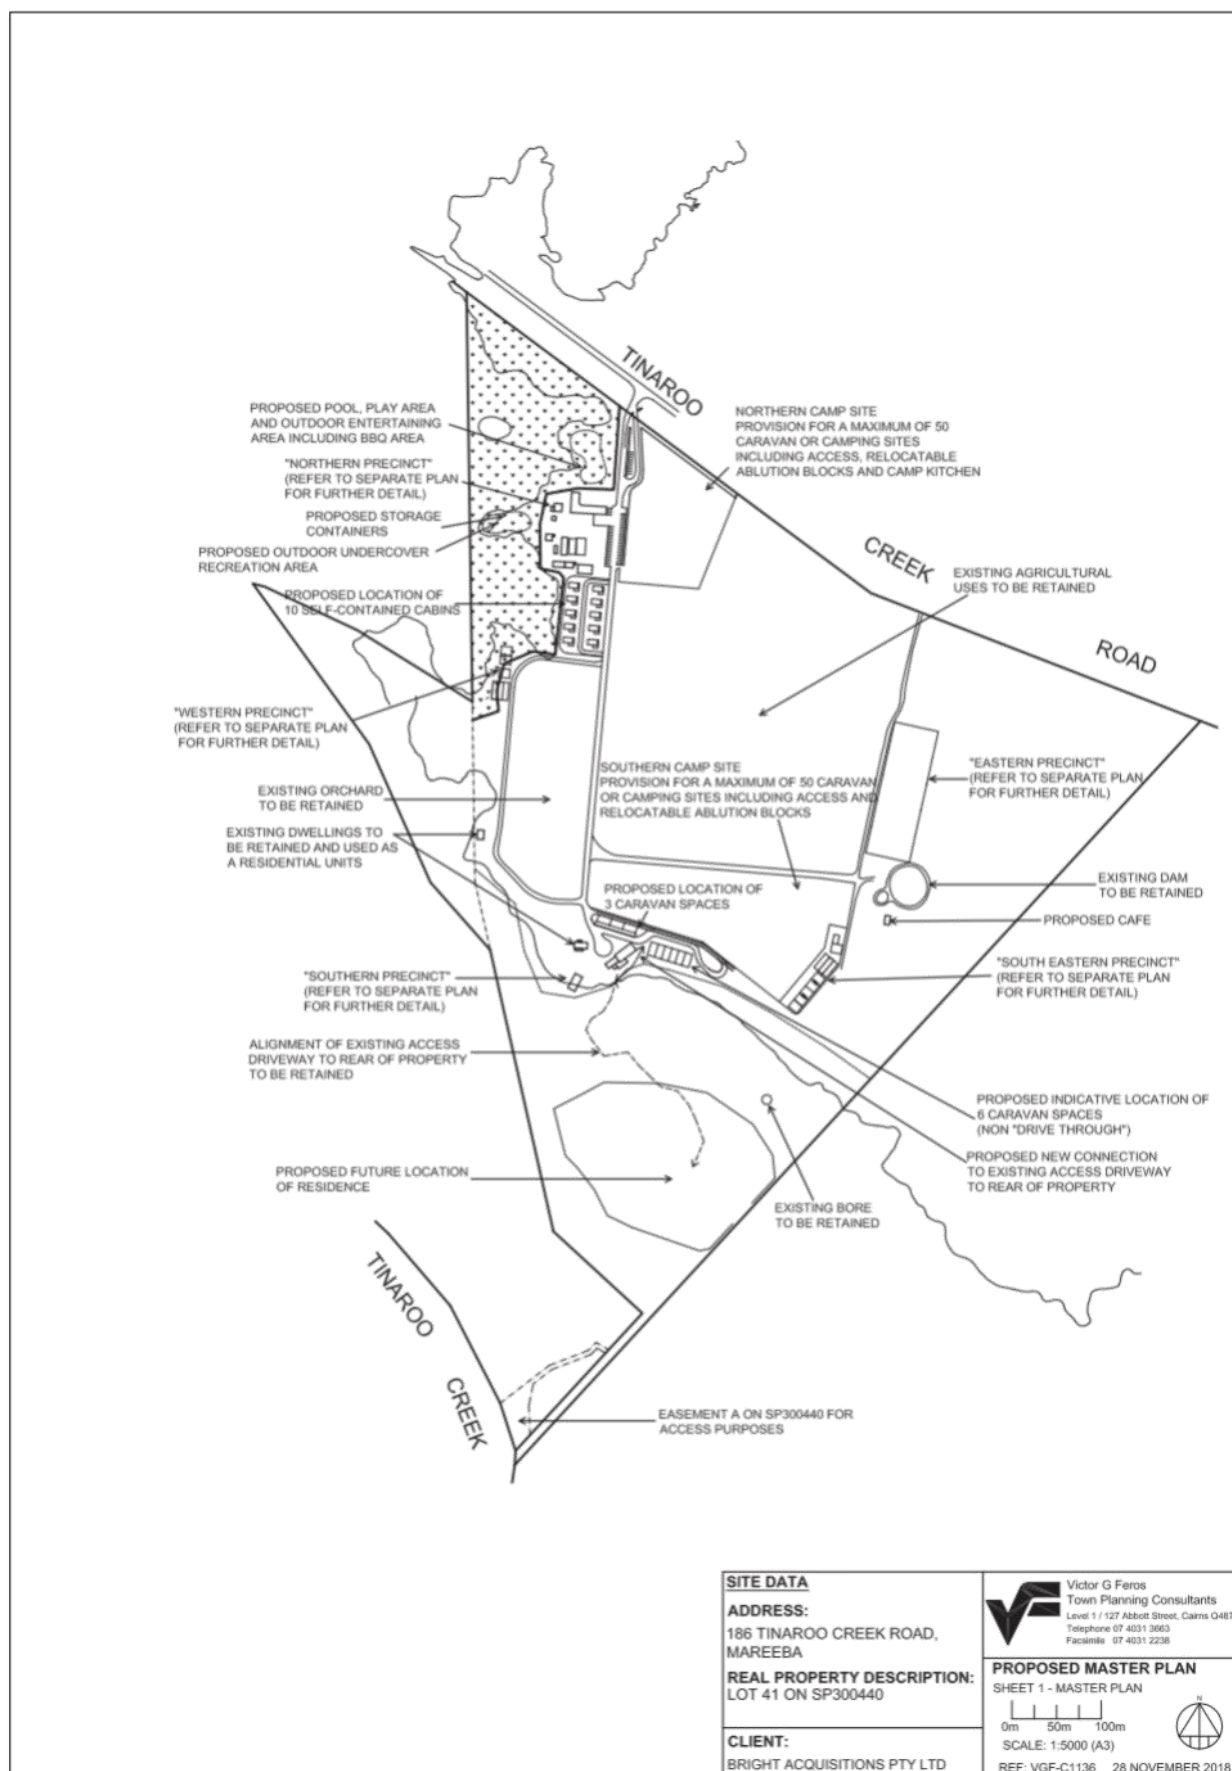 TINAROO
PROPOSED POOL, PLAY AREA
AND OUTDOOR ENTERTAINING
AREA INCLUDING BBQ AREA
NORTHERN CAMP SITE
PROVISION FOR A MAXIMUM OF 50
CARAVAN OR CAMPING SITES
INCLUDING ACCESS, RELOCATABLE
ABLUTION BLOCKS AND CAMP KITCHEN
"NORTHERN PRECINCT"
(REFER TO SEPARATE PLAN
FOR FURTHER DETAIL)
PROPOSED STORAGE
CONTAINERS
PROPOSED OUTDOOR UNDERCOVER
RECREATION AREA
CREEK
EXISTING AGRICULTURAL
USES TO BE RETAINED
PROPOSED LOCATION OF
10 SELF-CONTAINED CABINS
ROAD
"WESTERN PRECINCT"
(REFER TO SEPARATE PLAN
FOR FURTHER DETAIL)
SOUTHERN CAMP SITE
PROVISION FOR A MAXIMUM OF 50 CARAVAN
OR CAMPING SITES INCLUDING ACCESS AND
RELOCATABLE ABLUTION BLOCKS
"EASTERN PRECINCT"
(REFER TO SEPARATE PLAN
FOR FURTHER DETAIL)
EXISTING ORCHARD
TO BE RETAINED
EXISTING DWELLINGS TO
BE RETAINED AND USED AS
A RESIDENTIAL UNITS
EXISTING DAM
TO BE RETAINED
PROPOSED LOCATION OF
3 CARAVAN SPACES
PROPOSED CAFE
"SOUTHERN PRECINCT"
(REFER TO SEPARATE PLAN
FOR FURTHER DETAIL)
"SOUTH EASTERN PRECINCT"
(REFER TO SEPARATE PLAN
FOR FURTHER DETAIL)
ALIGNMENT OF EXISTING ACCESS
DRIVEWAY TO REAR OF PROPERTY
TO BE RETAINED
PROPOSED INDICATIVE LOCATION OF
6 CARAVAN SPACES
(NON "DRIVE THROUGH")
PROPOSED NEW CONNECTION
TO EXISTING ACCESS DRIVEWAY
TO REAR OF PROPERTY
PROPOSED FUTURE LOCATION
OF RESIDENCE
EXISTING BORE
TO BE RETAINED
TINAROO
CREEK
EASEMENT A ON SP300440 FOR
ACCESS PURPOSES
SITE DATA
ADDRESS:
186 TINAROO CREEK ROAD,
MAREEBA
REAL PROPERTY DESCRIPTION:
LOT 41 ON SP300440
CLIENT:
BRIGHT ACQUISITIONS PTY LTD
Victor G Feros
Town Planning Consultants
Level 1 / 127 Abbott Street, Cairns
Telephone 07 4031 3663
Facsimile 07 4031 2238
PROPOSED MASTER PLAN
SHEET 1 - MASTER PLAN
N
0m 50m 100m
SCALE: 1:5000 (A3)
REF: VGF-C1136 28 NOVEMBER 2018